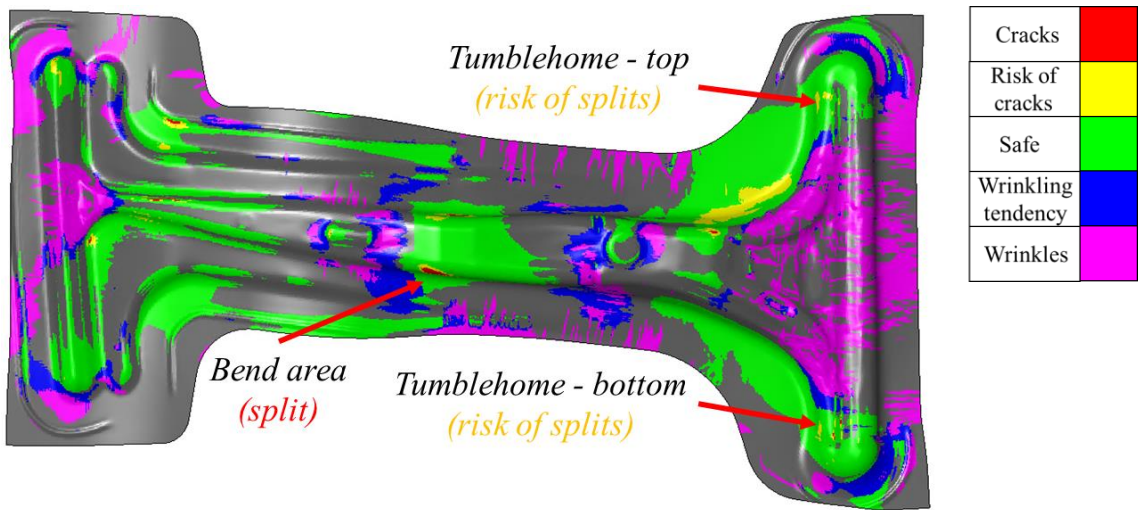 Tumblehome - top
(risk of splits)
Bend area
(split)
Tumblehome - bottom
(risk of splits)
Cracks
Risk of
cracks
Safe
Wrinkling
tendency
Wrinkles